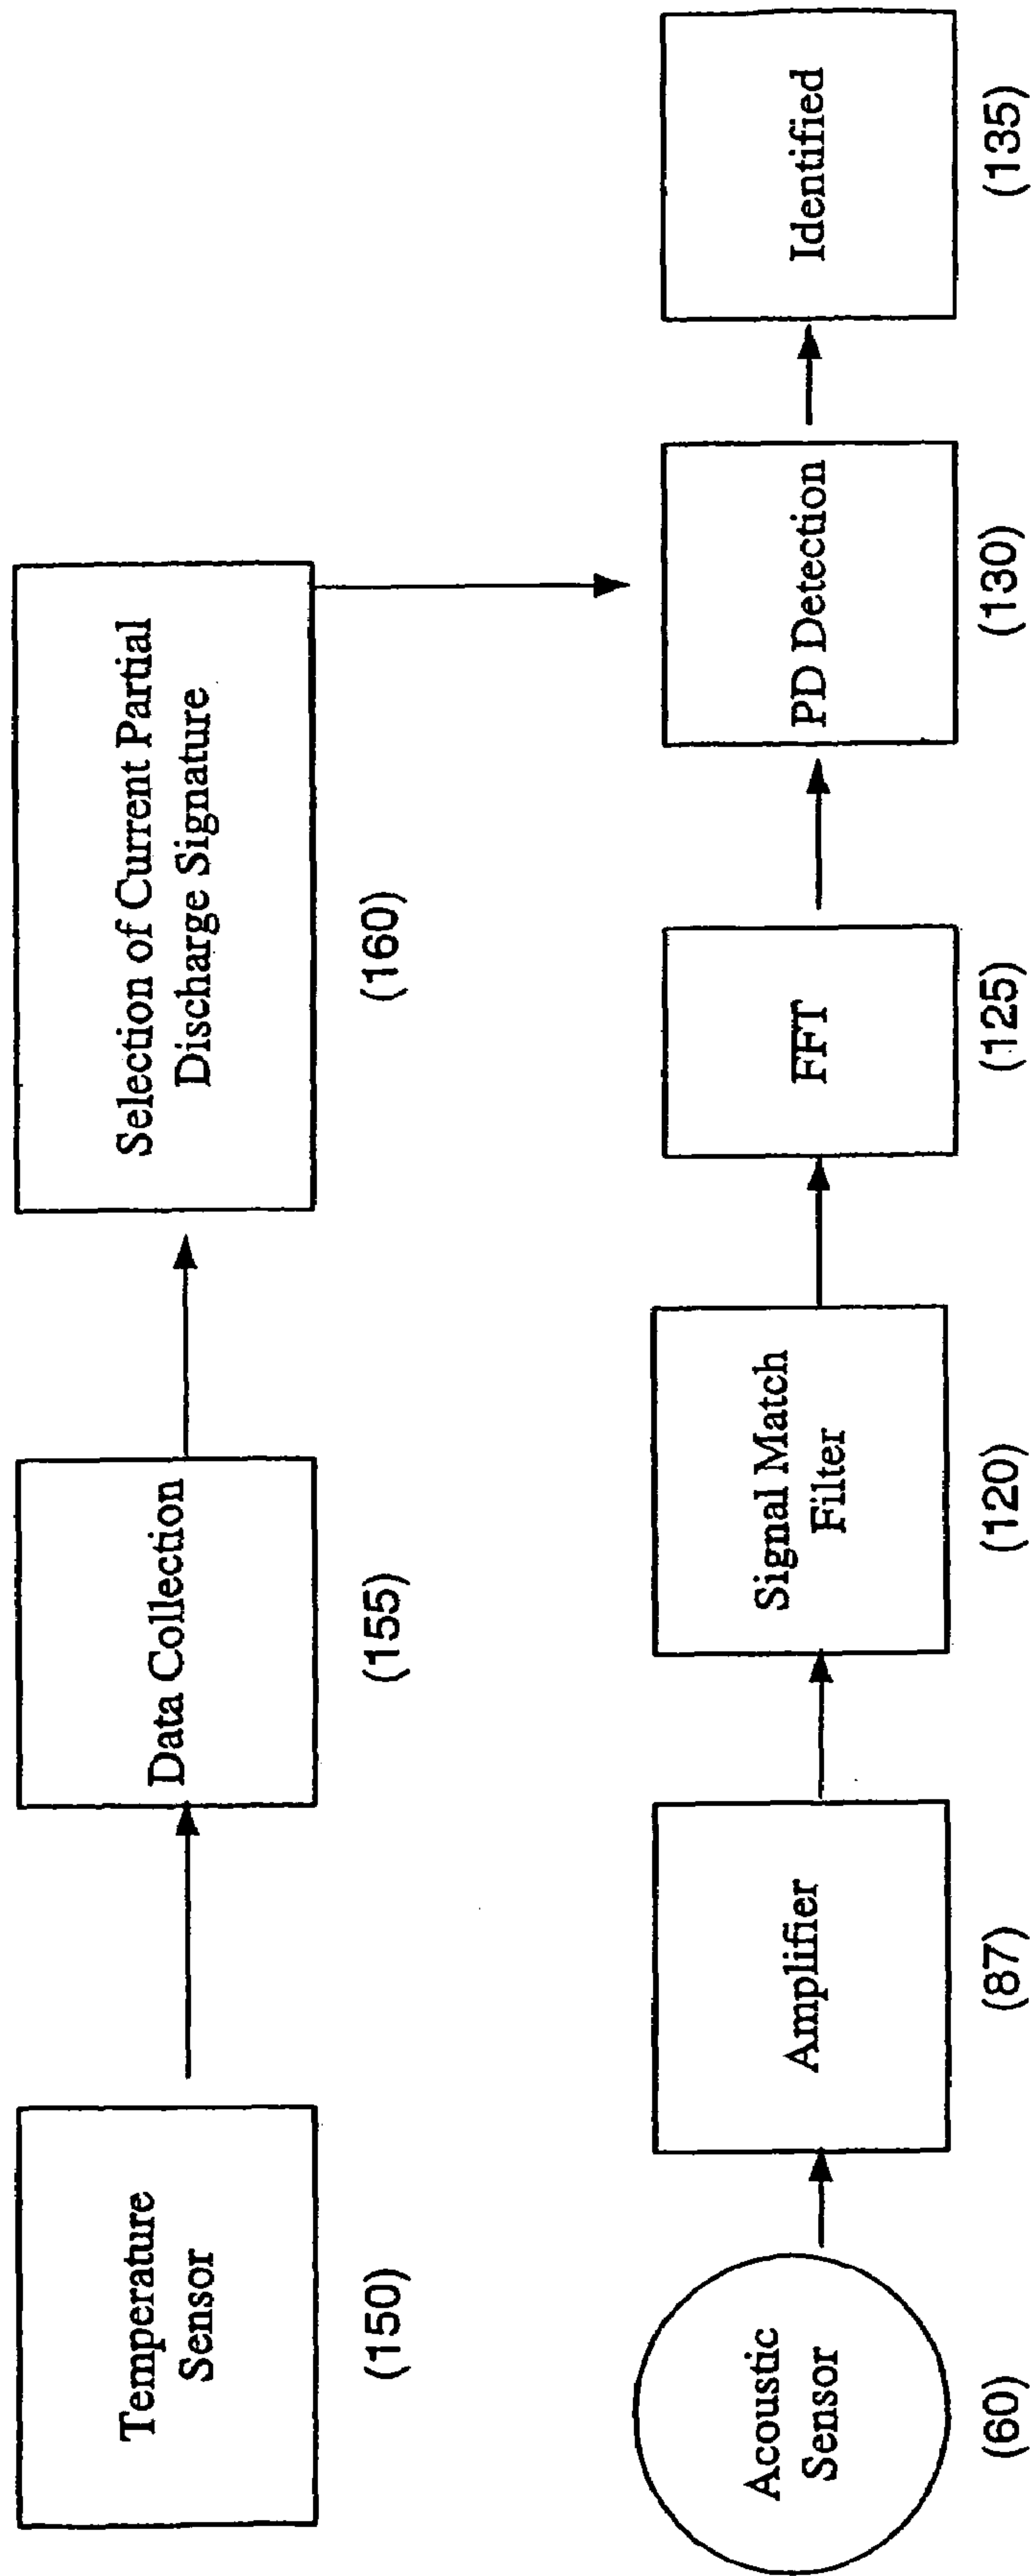 Temperature
Sensor
(150)
Data Collection
(155)
Selection of Current Partial
Discharge Signature
(160)
Acoustic
Sensor
(60)
Amplifier
(87)
Signal Match
Filter
(120)
FFT
(125)
PD Detection
(130)
Identified
(135)